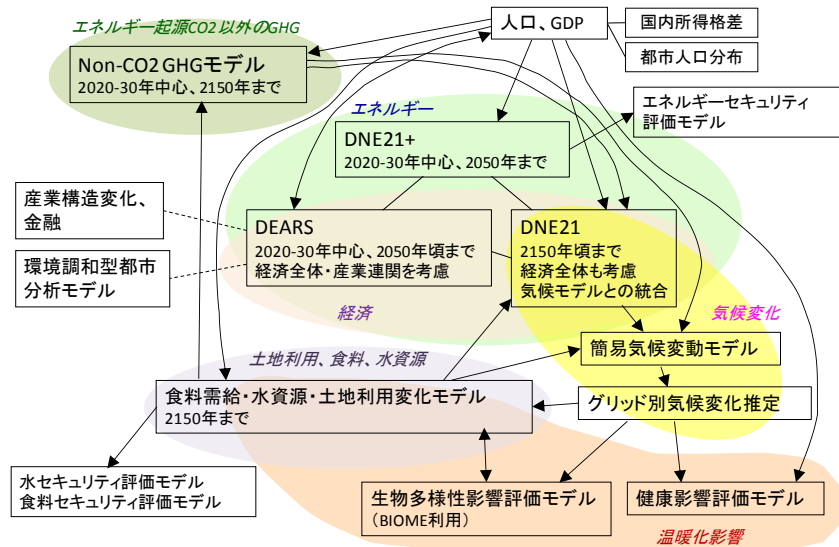 エネルギー起源CO2以外のGHG
人口、GDP
国内所得格差
都市人口分布
Non-CO2 GHGモデル
2020-30年中心、2150年まで
エネルギー
エネルギーセキュリティ
評価モデル
DNE21+
2020-30年中心、2050年まで
産業構造変化、
金融
環境調和型都市
分析モデル
DEARS
2020-30年中心、2050年頃まで
経済全体・産業連関を考慮
DNE21
2150年頃まで
経済全体も考慮
気候モデルとの統合
経済
気候変化
土地利用、食料、水資源
簡易気候変動モデル
食料需給・水資源・土地利用変化モデル
2150年まで
グリッド別気候変化推定
水セキュリティ評価モデル
食料セキュリティ評価モデル
生物多様性影響評価モデル
（BIOME利用）
健康影響評価モデル
温暖化影響